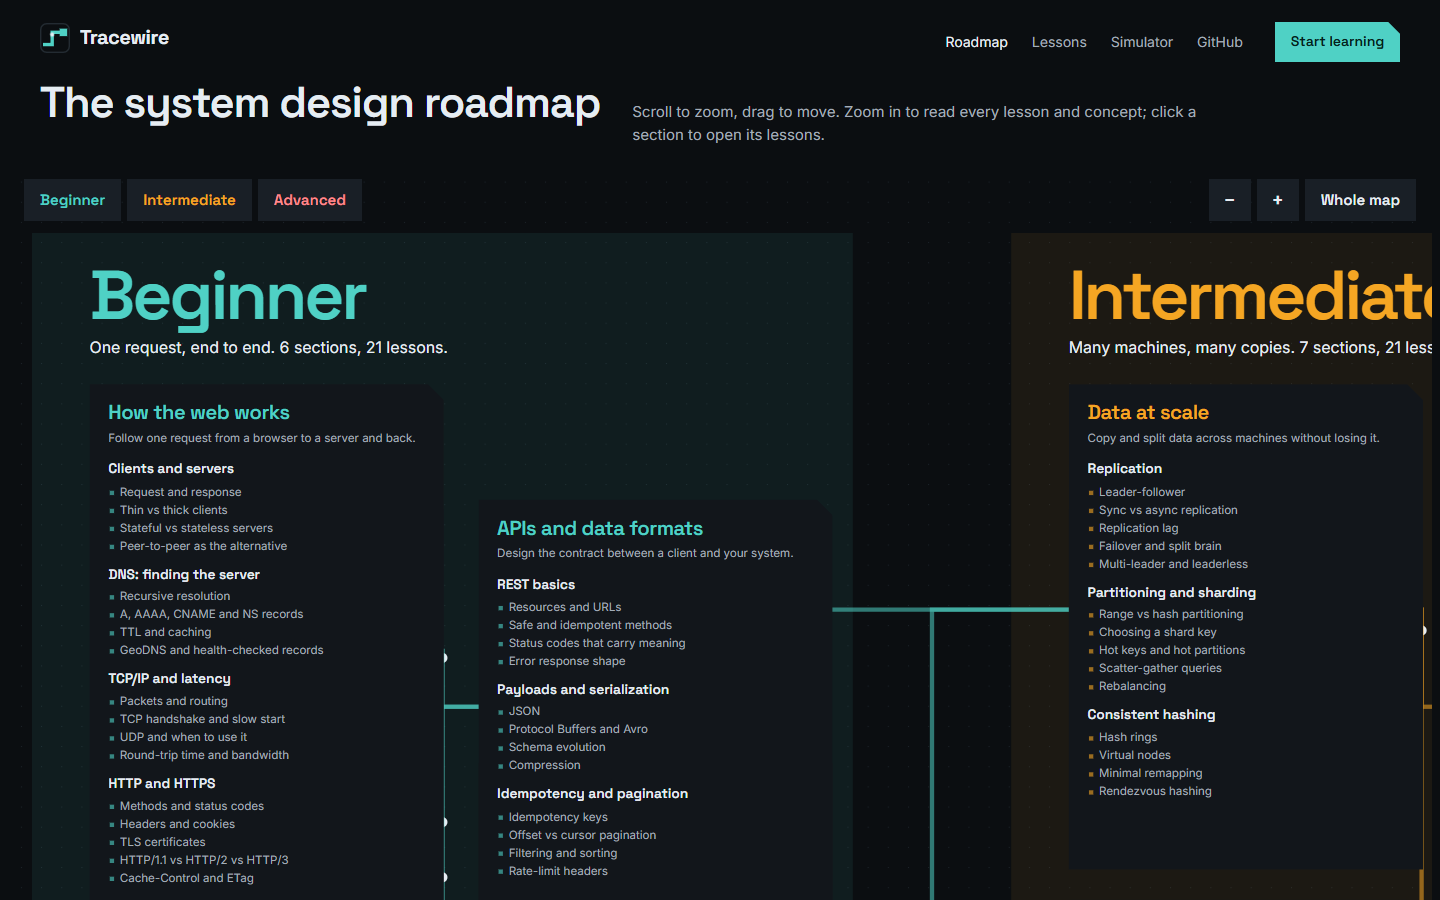 Tracewire
Roadmap
Lessons
Simulator
GitHub
Start learning
The system design roadmap
Scroll to zoom, drag to move. Zoom in to read every lesson and concept; click a
section to open its lessons.
Beginner
Intermediate
Advanced
−
+
Whole map
Beginner
One request, end to end. 6 sections, 21 lessons.
How the web works
Follow one request from a browser to a server and back.
Clients and servers
Request and response
Thin vs thick clients
Stateful vs stateless servers
Peer-to-peer as the alternative
DNS: finding the server
Recursive resolution
A, AAAA, CNAME and NS records
TTL and caching
GeoDNS and health-checked records
TCP/IP and latency
Packets and routing
TCP handshake and slow start
UDP and when to use it
Round-trip time and bandwidth
HTTP and HTTPS
Methods and status codes
Headers and cookies
TLS certificates
HTTP/1.1 vs HTTP/2 vs HTTP/3
Cache-Control and ETag
APIs and data formats
Design the contract between a client and your system.
REST basics
Resources and URLs
Safe and idempotent methods
Status codes that carry meaning
Error response shape
Payloads and serialization
JSON
Protocol Buffers and Avro
Schema evolution
Compression
Idempotency and pagination
Idempotency keys
Offset vs cursor pagination
Filtering and sorting
Rate-limit headers
Intermediate
Many machines, many copies. 7 sections, 21 less
Data at scale
Copy and split data across machines without losing it.
Replication
Leader-follower
Sync vs async replication
Replication lag
Failover and split brain
Multi-leader and leaderless
Partitioning and sharding
Range vs hash partitioning
Choosing a shard key
Hot keys and hot partitions
Scatter-gather queries
Rebalancing
Consistent hashing
Hash rings
Virtual nodes
Minimal remapping
Rendezvous hashing